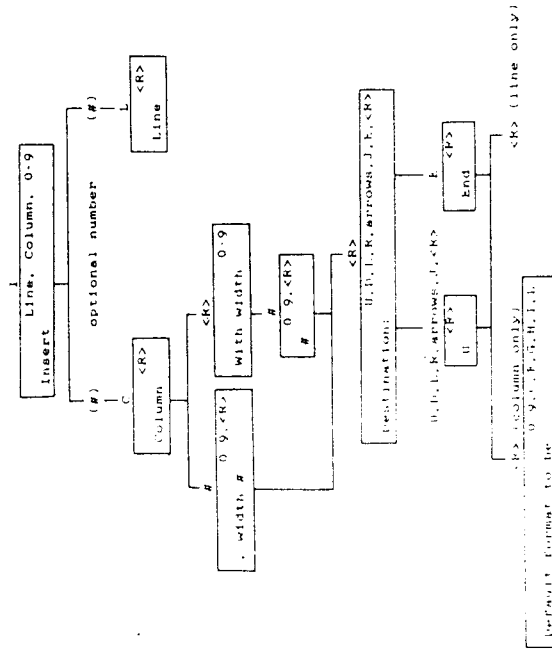 I
Line, Column, 0-9
Insert
(#) optional number (#)
C L
<R> <R>
Column Line
# <R>
0-9,<R> 0-9
, width # With width
#
0-9,<R>
#
<R>
U,D,L,R,arrows,J,E,<R>
Destination:
U,D,L,R,arrows,J,<R> E
<R> <R>
U End
<R> (column only) <R> (line only)
Default Format to be